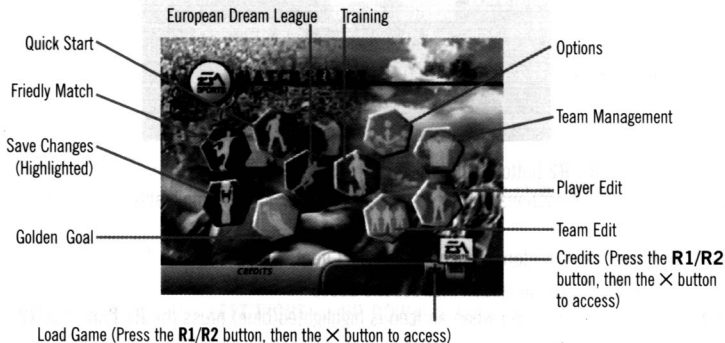 European Dream League
Training
Quick Start
Options
Friedly Match
EA
SPORTS
Team Management
Save Changes
(Highlighted)
Player Edit
Team Edit
Golden Goal
EA
SPORTS
Credits (Press the R1/R2
button, then the ✕ button
to access)
CREDITS
Load Game (Press the R1/R2 button, then the ✕ button to access)